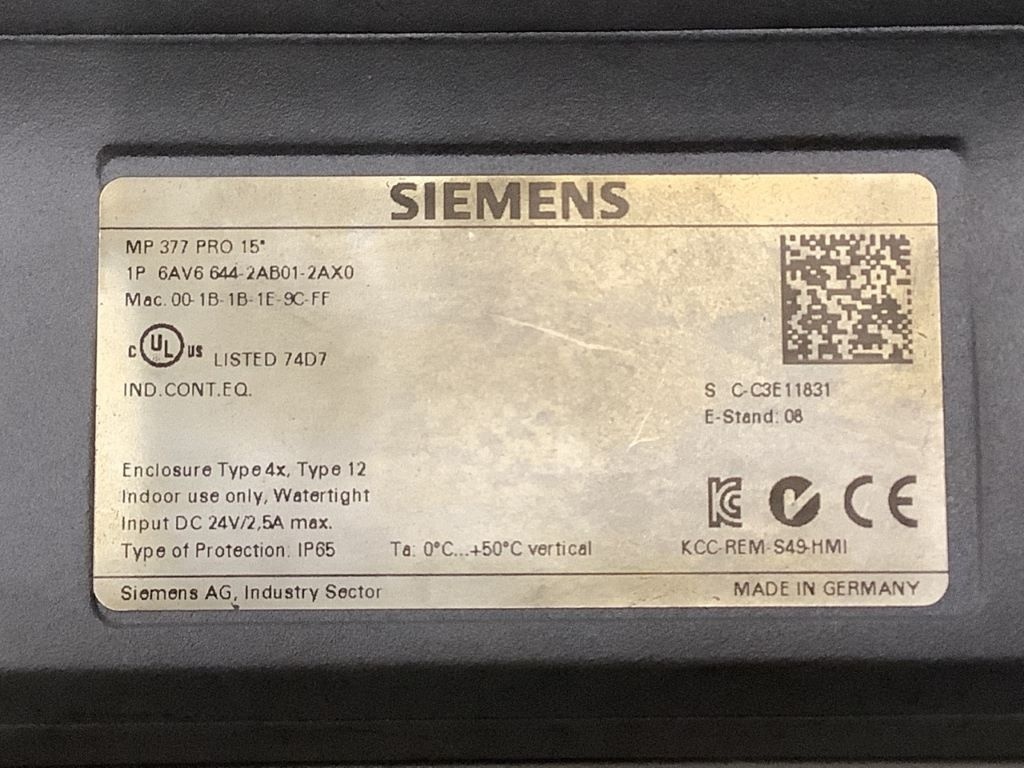 SIEMENS
MP 377 PRO 15"
1P 6AV6 644-2AB01-2AX0
Mac. 00-1B-1B-1E-9C-FF
C UL US LISTED 74D7
IND.CONT.EQ.
S C-C3E11831
E-Stand: 08
Enclosure Type 4x, Type 12
Indoor use only, Watertight
Input DC 24V/2,5A max.
Type of Protection: IP65 Ta: 0°C...+50°C vertical
KC CE
KCC-REM-S49-HMI
Siemens AG, Industry Sector
MADE IN GERMANY